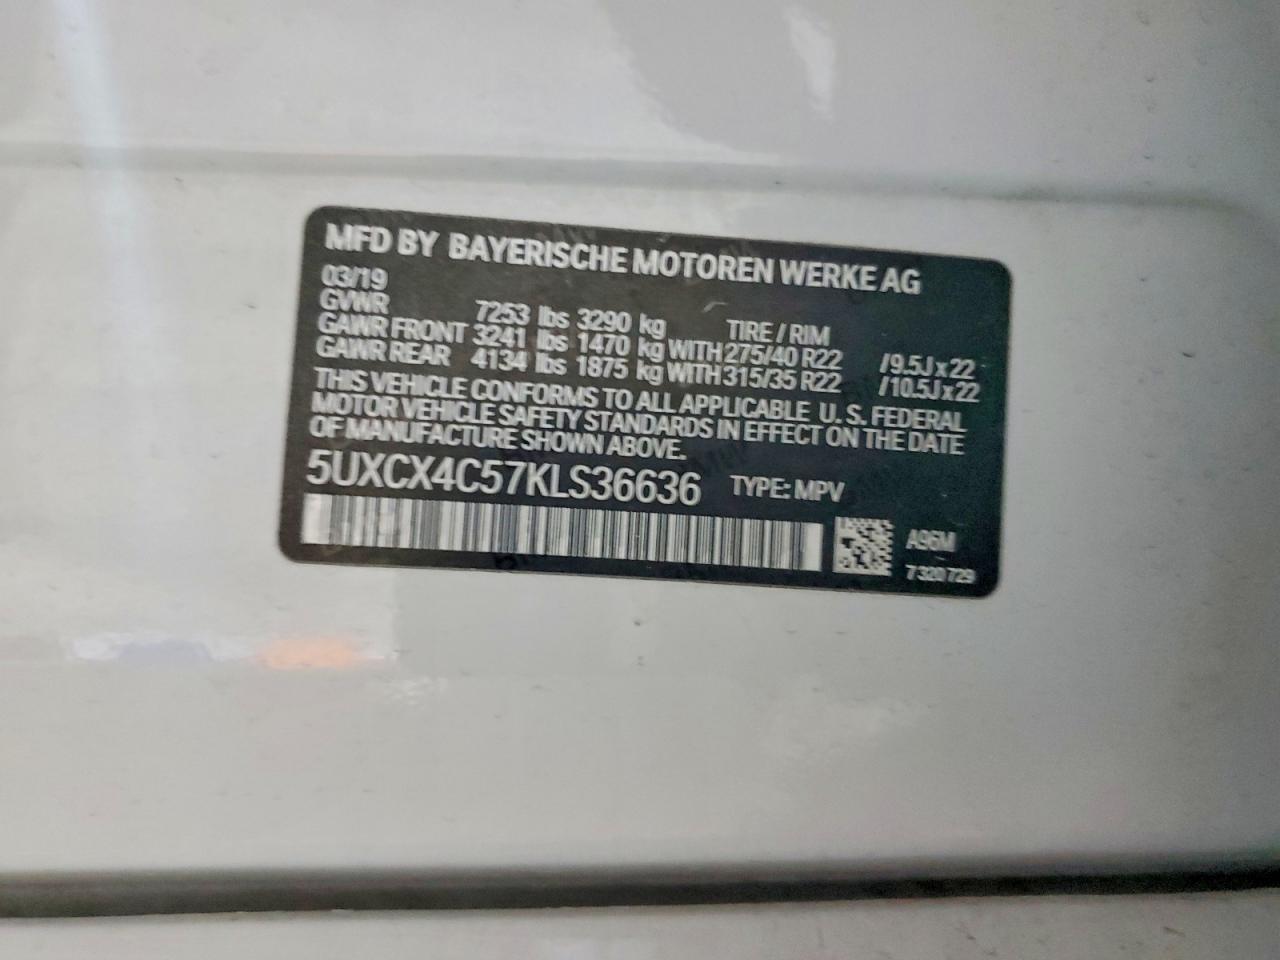 MFD BY BAYERISCHE MOTOREN WERKE AG
03/19
GVWR 7253 lbs 3290 kg TIRE / RIM
GAWR FRONT 3241 lbs 1470 kg WITH 275/40 R22 /9.5J x 22
GAWR REAR 4134 lbs 1875 kg WITH 315/35 R22 /10.5J x 22
THIS VEHICLE CONFORMS TO ALL APPLICABLE U. S. FEDERAL
MOTOR VEHICLE SAFETY STANDARDS IN EFFECT ON THE DATE
OF MANUFACTURE SHOWN ABOVE.
5UXCX4C57KLS36636 TYPE: MPV
A96M
7320729